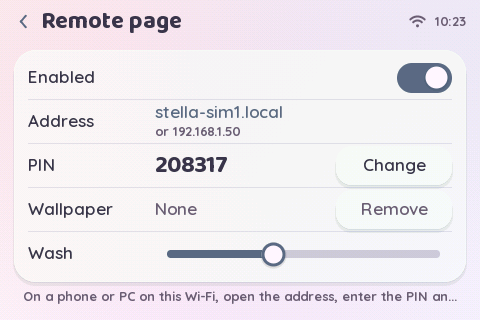 Remote page
10:23
Enabled
Address
stella-sim1.local
or 192.168.1.50
PIN
208317
Change
Wallpaper
None
Remove
Wash
On a phone or PC on this Wi-Fi, open the address, enter the PIN an...